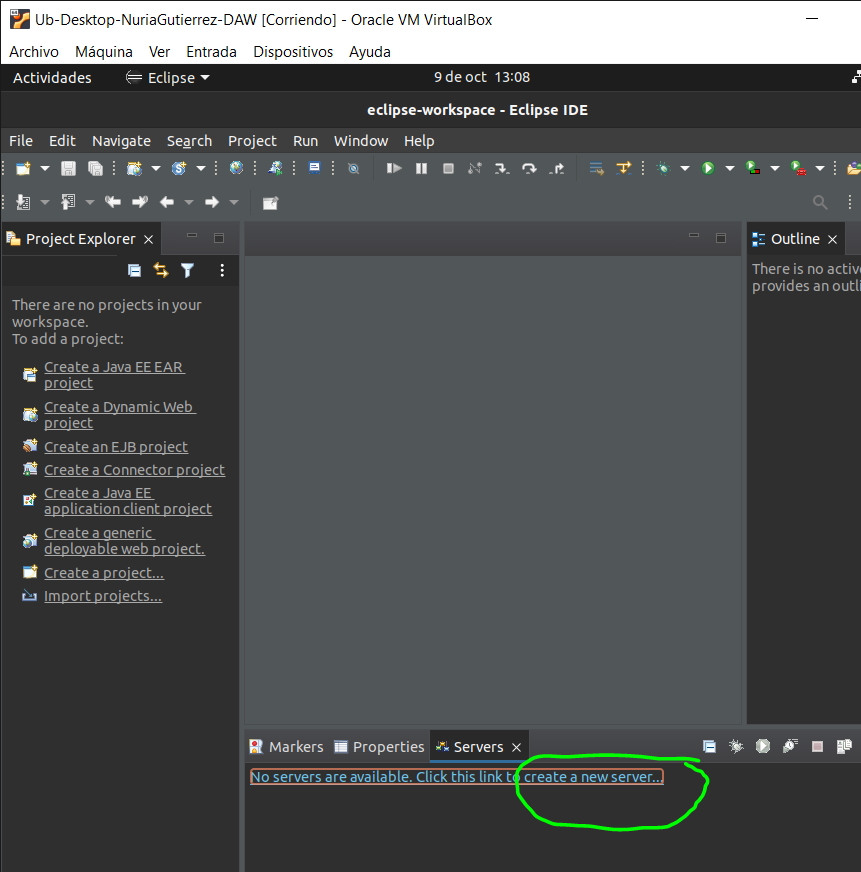 Ub-Desktop-NuriaGutierrez-DAW [Corriendo] - Oracle VM VirtualBox
Archivo Máquina Ver Entrada Dispositivos Ayuda
Actividades Eclipse 9 de oct 13:08
eclipse-workspace - Eclipse IDE
File Edit Navigate Search Project Run Window Help
Project Explorer
There are no projects in your
workspace.
To add a project:
Create a Java EE EAR
project
Create a Dynamic Web
project
Create an EJB project
Create a Connector project
Create a Java EE
application client project
Create a generic
deployable web project.
Create a project...
Import projects...
Outline
There is no active
provides an outli
Markers Properties Servers
No servers are available. Click this link to create a new server...